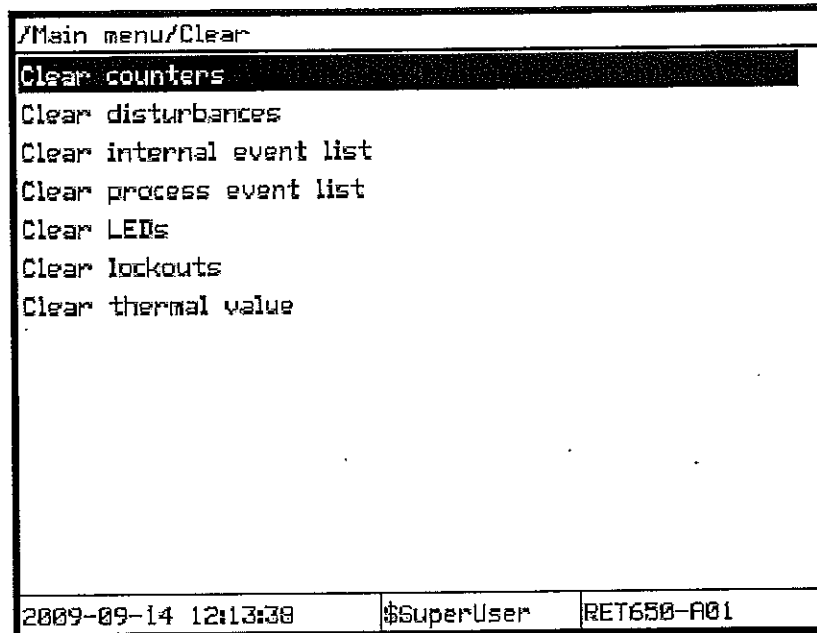 /Main menu/Clear
Clear counters
Clear disturbances
Clear internal event list
Clear process event list
Clear LEDs
Clear lockouts
Clear thermal value
2009-09-14 12:13:38 $SuperUser RET650-A01